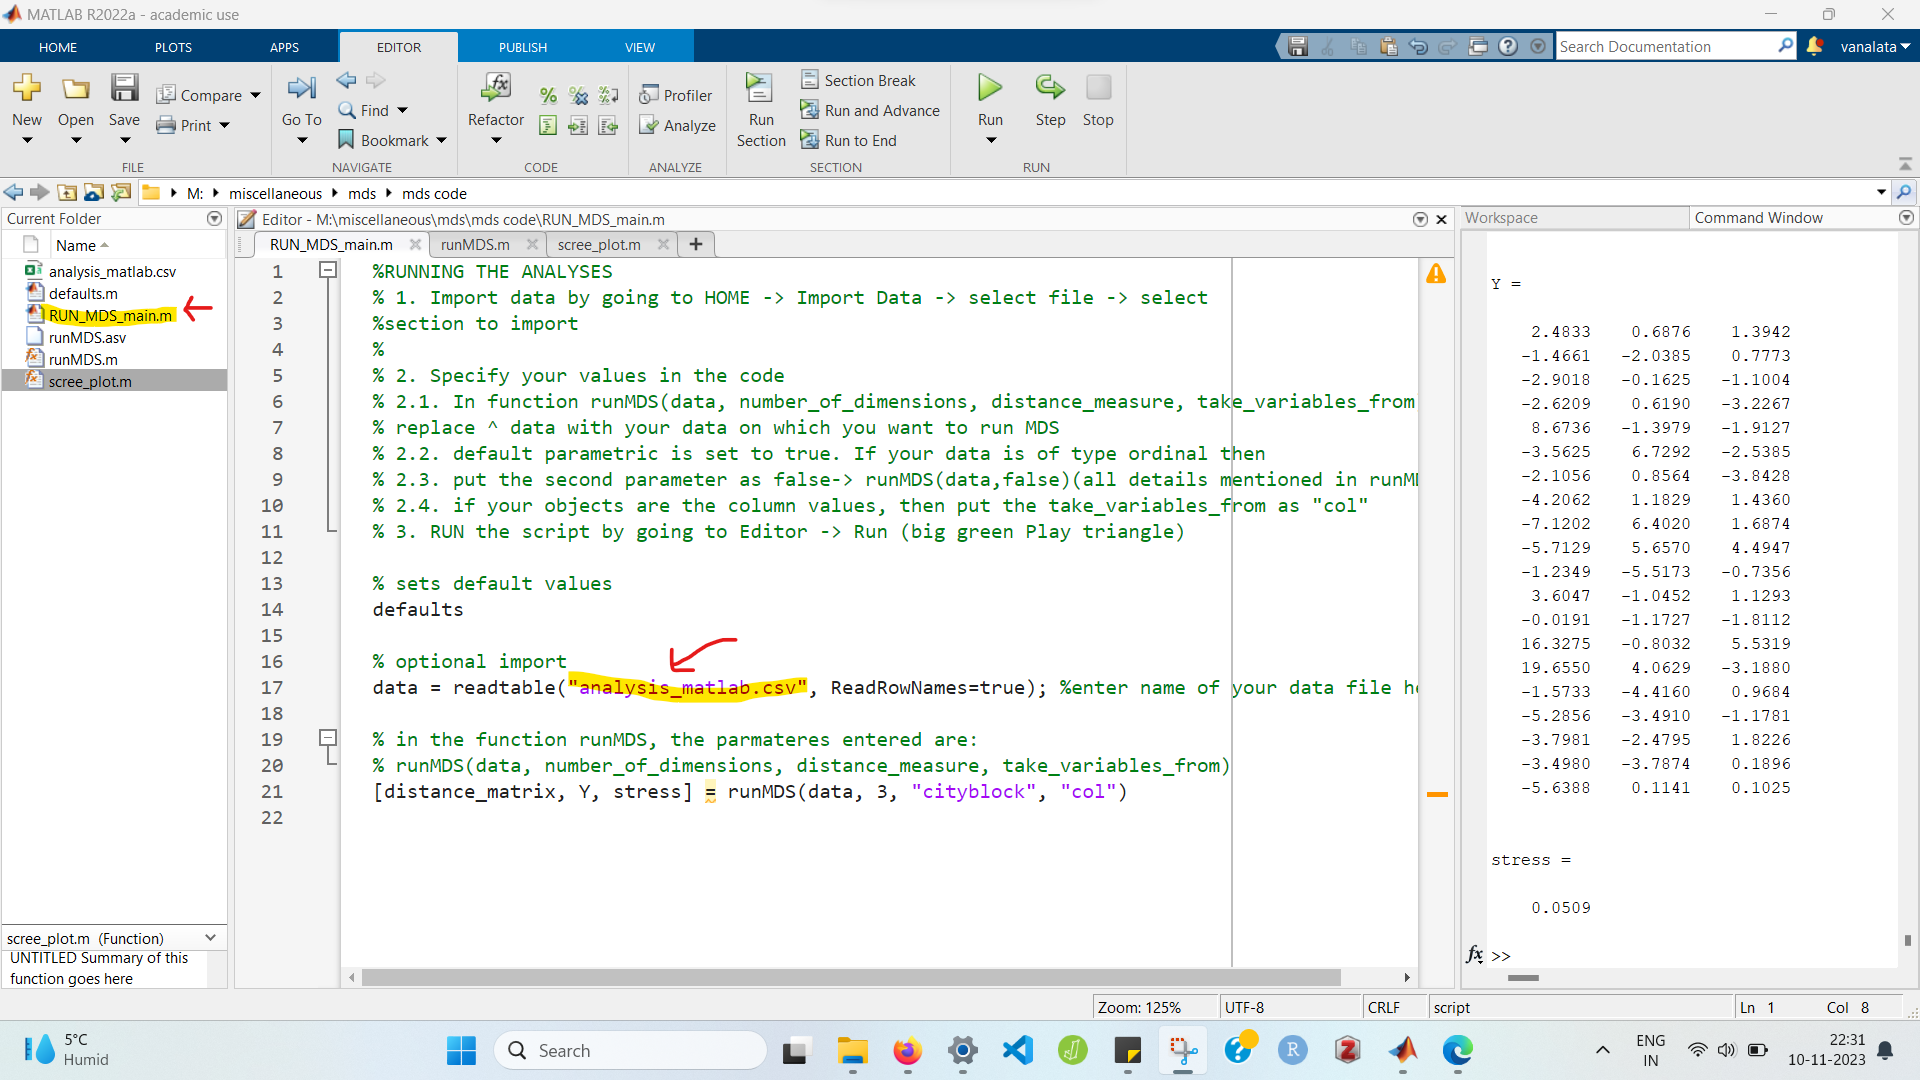 MATLAB R2022a - academic use
HOME PLOTS APPS EDITOR PUBLISH VIEW
Search Documentation
vanalata
New Open Save Compare Print
FILE
Go To Find Bookmark
NAVIGATE
Refactor
CODE
Profiler
Analyze
ANALYZE
Run Section
Section Break
Run and Advance
Run to End
SECTION
Run Step Stop
RUN
M: miscellaneous mds mds code
Current Folder
Name
analysis_matlab.csv
defaults.m
RUN_MDS_main.m
runMDS.asv
runMDS.m
scree_plot.m
scree_plot.m (Function)
UNTITLED Summary of this
function goes here
Editor - M:\miscellaneous\mds\mds code\RUN_MDS_main.m
RUN_MDS_main.m runMDS.m scree_plot.m
1 %RUNNING THE ANALYSES
2 % 1. Import data by going to HOME -> Import Data -> select file -> select
3 %section to import
4 %
5 % 2. Specify your values in the code
6 % 2.1. In function runMDS(data, number_of_dimensions, distance_measure, take_variables_from
7 % replace ^ data with your data on which you want to run MDS
8 % 2.2. default parametric is set to true. If your data is of type ordinal then
9 % 2.3. put the second parameter as false-> runMDS(data,false)(all details mentioned in runM
10 % 2.4. if your objects are the column values, then put the take_variables_from as "col"
11 % 3. RUN the script by going to Editor -> Run (big green Play triangle)
12
13 % sets default values
14 defaults
15
16 % optional import
17 data = readtable("analysis_matlab.csv", ReadRowNames=true); %enter name of your data file h
18
19 % in the function runMDS, the parmateres entered are:
20 % runMDS(data, number_of_dimensions, distance_measure, take_variables_from)
21 [distance_matrix, Y, stress] = runMDS(data, 3, "cityblock", "col")
22
Workspace
Command Window
Y =
2.4833 0.6876 1.3942
-1.4661 -2.0385 0.7773
-2.9018 -0.1625 -1.1004
-2.6209 0.6190 -3.2267
8.6736 -1.3979 -1.9127
-3.5625 6.7292 -2.5385
-2.1056 0.8564 -3.8428
-4.2062 1.1829 1.4360
-7.1202 6.4020 1.6874
-5.7129 5.6570 4.4947
-1.2349 -5.5173 -0.7356
3.6047 -1.0452 1.1293
-0.0191 -1.1727 -1.8112
16.3275 -0.8032 5.5319
19.6550 4.0629 -3.1880
-1.5733 -4.4160 0.9684
-5.2856 -3.4910 -1.1781
-3.7981 -2.4795 1.8226
-3.4980 -3.7874 0.1896
-5.6388 0.1141 0.1025
stress =
0.0509
fx >>
Zoom: 125% UTF-8 CRLF script Ln 1 Col 8
5°C
Humid
Search
ENG
IN
22:31
10-11-2023